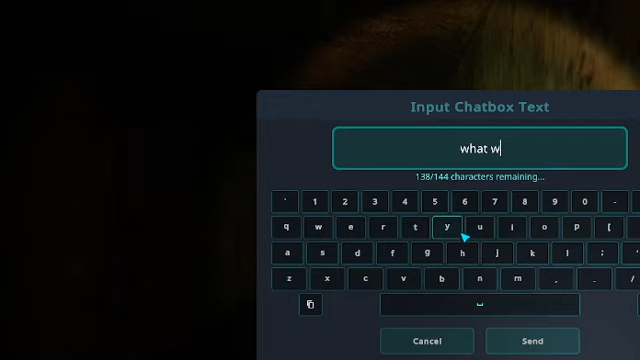 Input Chatbox Text
what w
138/144 characters remaining...
` 1 2 3 4 5 6 7 8 9 0 -
q w e r t y u i o p [
a s d f g h j k l ;
z x c v b n m , . /
Cancel Send